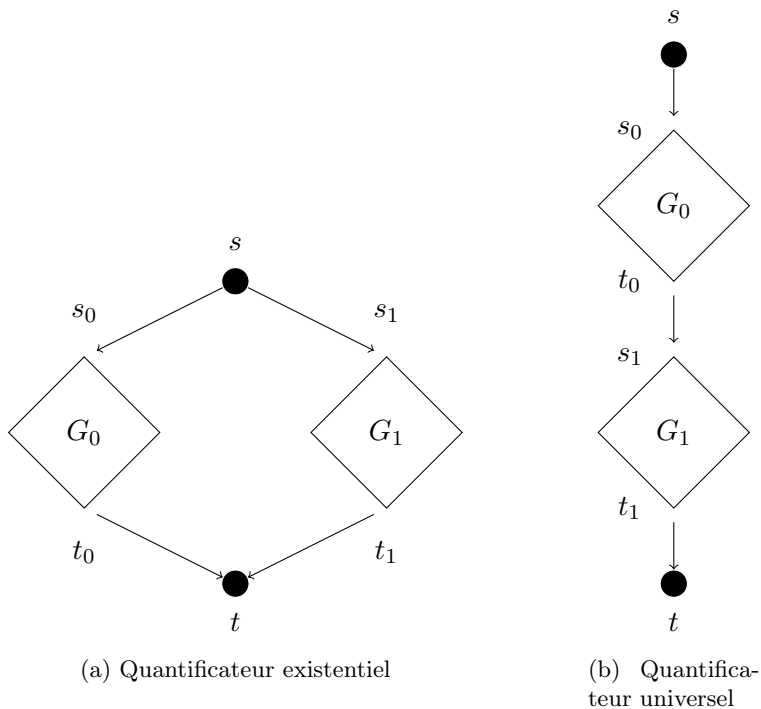 s
s₀
s₁
G₀
G₁
t₀
t₁
t
(a) Quantificateur existentiel
s
s₀
G₀
t₀
s₁
G₁
t₁
t
(b) Quantifica-
teur universel